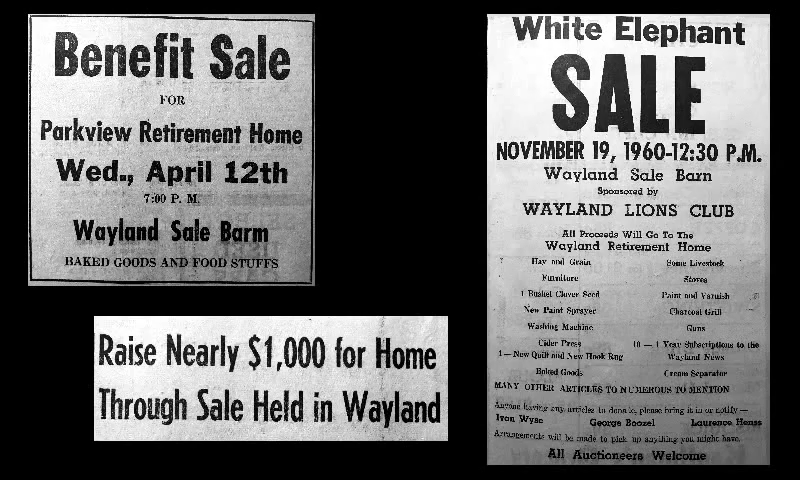 Benefit Sale
FOR
Parkview Retirement Home
Wed., April 12th
7:00 P. M.
Wayland Sale Barm
BAKED GOODS AND FOOD STUFFS
Raise Nearly $1,000 for Home
Through Sale Held in Wayland
White Elephant
SALE
NOVEMBER 19, 1960-12:30 P.M.
Wayland Sale Barn
Sponsored by
WAYLAND LIONS CLUB
All Proceeds Will Go To The
Wayland Retirement Home
Hay and Grain
Furniture
1 Bushel Clover Seed
New Paint Sprayer
Washing Machine
Cider Press
1—New Quilt and New Hook Rug
Baked Goods
Some Livestock
Stoves
Paint and Varnish
Charcoal Grill
Guns
10 — 1 Year Subscriptions to the
Wayland News
Cream Separator
MANY OTHER ARTICLES TO NUMEROUS TO MENTION
Anyone having any articles to donate, please bring it in or notify —
Ivon Wyse George Boozel Laurence Henss
Arrangements will be made to pick up anything you might have.
All Auctioneers Welcome